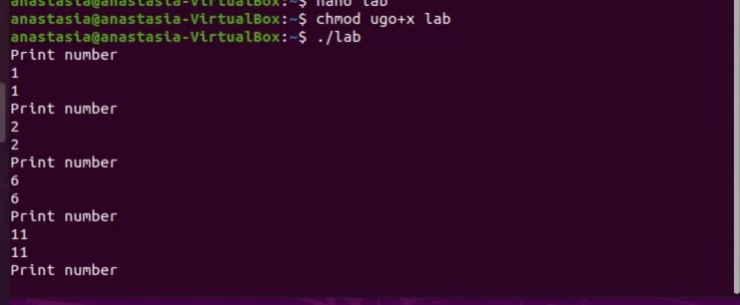 anastasia@anastasia-VirtualBox:~$ nano lab
anastasia@anastasia-VirtualBox:~$ chmod ugo+x lab
anastasia@anastasia-VirtualBox:~$ ./lab
Print number
1
1
Print number
2
2
Print number
6
6
Print number
11
11
Print number